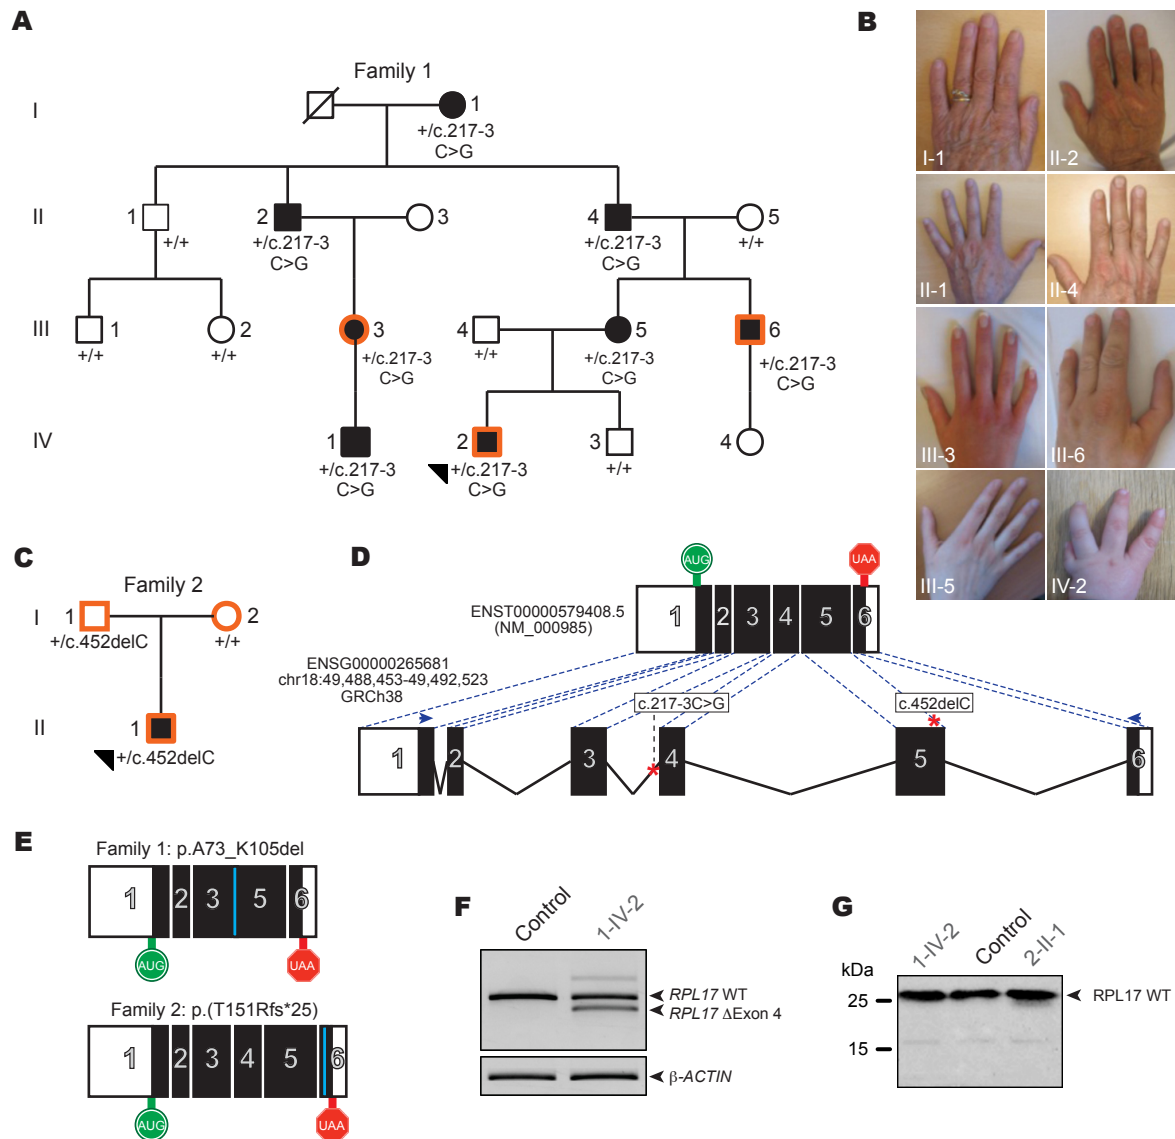 A
Family 1
I
1
+/c.217-3
C>G
II
1
+/+
2
+/c.217-3
C>G
3
4
+/c.217-3
C>G
5
+/+
III
1
+/+
2
+/+
3
+/c.217-3
C>G
4
+/+
5
+/c.217-3
C>G
6
+/c.217-3
C>G
IV
1
+/c.217-3
C>G
2
+/c.217-3
C>G
3
+/+
4
B
I-1
II-2
II-1
II-4
III-3
III-6
III-5
IV-2
C
Family 2
I
1
+/c.452delC
2
+/+
II
1
+/c.452delC
D
AUG
UAA
ENST00000579408.5
(NM_000985)
1 2 3 4 5 6
ENSG00000265681
chr18:49,488,453-49,492,523
GRCh38
c.217-3C>G
c.452delC
*
*
1 2 3 4 5 6
E
Family 1: p.A73_K105del
1 2 3 5 6
AUG
UAA
Family 2: p.(T151Rfs*25)
1 2 3 4 5 6
AUG
UAA
F
Control
1-IV-2
RPL17 WT
RPL17 ΔExon 4
β-ACTIN
G
1-IV-2
Control
2-II-1
kDa
25
15
RPL17 WT